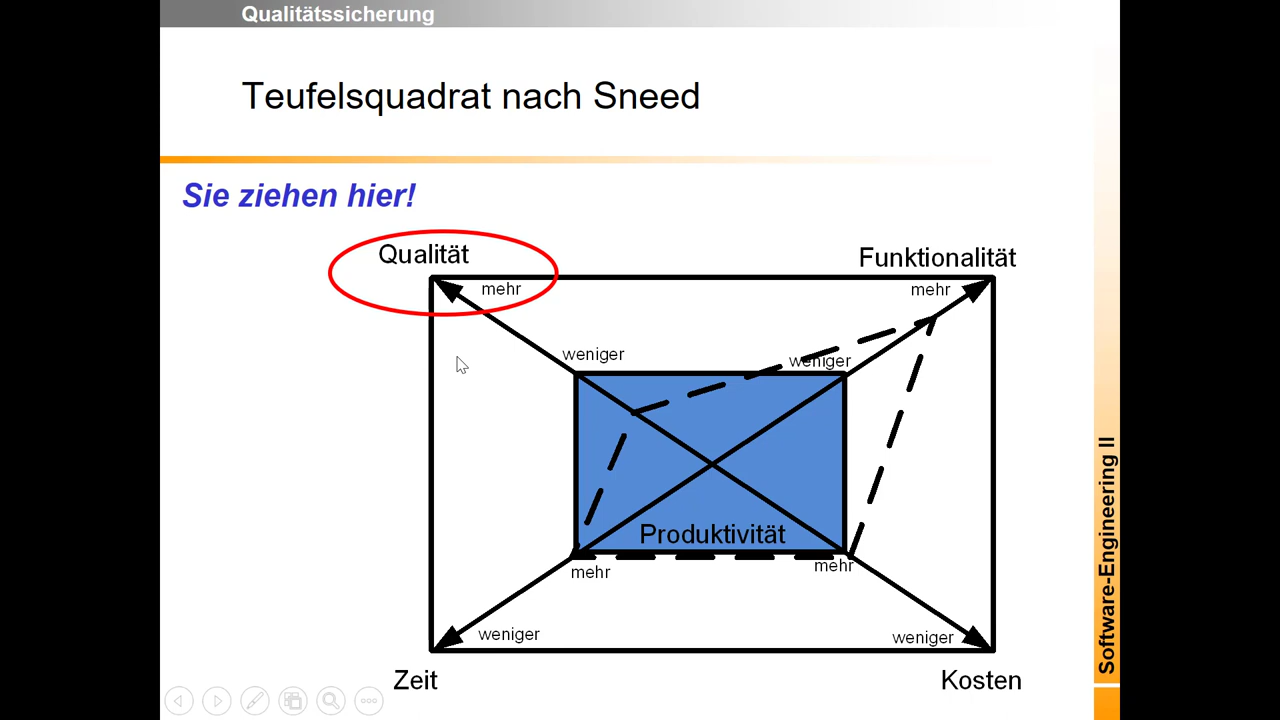 Qualitätssicherung
Teufelsquadrat nach Sneed
Sie ziehen hier!
Qualität
Funktionalität
mehr
mehr
weniger
weniger
Produktivität
mehr
mehr
weniger
weniger
Zeit
Kosten
Software-Engineering II